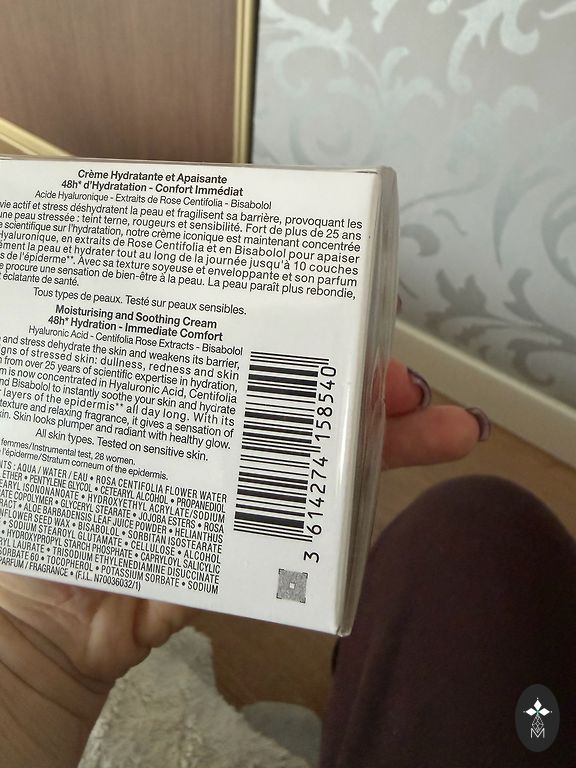 Crème Hydratante et Apaisante
48h* d'Hydratation - Confort Immédiat
Acide Hyaluronique - Extraits de Rose Centifolia - Bisabolol
vie actif et stress déshydratent la peau et fragilisent sa barrière, provoquant les
une peau stressée : teint terne, rougeurs et sensibilité. Fort de plus de 25 ans
scientifique sur l'hydratation, notre crème iconique est maintenant concentrée
Hyaluronique, en extraits de Rose Centifolia et en Bisabolol pour apaiser
la peau et hydrater tout au long de la journée jusqu'à 10 couches
de l'épiderme**. Avec sa texture soyeuse et enveloppante et son parfum
procure une sensation de bien-être à la peau. La peau paraît plus rebondie,
éclatante de santé.
Tous types de peaux. Testé sur peaux sensibles.
Moisturising and Soothing Cream
48h* Hydration - Immediate Comfort
Hyaluronic Acid - Centifolia Rose Extracts - Bisabolol
and stress dehydrate the skin and weakens its barrier,
signs of stressed skin: dullness, redness and skin
from over 25 years of scientific expertise in hydration,
is now concentrated in Hyaluronic Acid, Centifolia
and Bisabolol to instantly soothe your skin and hydrate
layers of the epidermis** all day long. With its
texture and relaxing fragrance, it gives a sensation of
Skin looks plumper and radiant with healthy glow.
All skin types. Tested on sensitive skin.
femmes/Instrumental test, 28 women.
l'épiderme/Stratum corneum of the epidermis.
: AQUA / WATER / EAU • ROSA CENTIFOLIA FLOWER WATER
ETHER • PENTYLENE GLYCOL • CETEARYL ALCOHOL • PROPANEDIOL
ISONONANOATE • HYDROXYETHYL ACRYLATE/SODIUM
COPOLYMER • GLYCERYL STEARATE • JOJOBA ESTERS • ROSA
• ALOE BARBADENSIS LEAF JUICE POWDER • HELIANTHUS
SEED WAX • BISABOLOL • SORBITAN ISOSTEARATE
• SODIUM STEAROYL GLUTAMATE • CELLULOSE • ALCOHOL
• HYDROXYPROPYL STARCH PHOSPHATE • CAPRYLOYL SALICYLIC
• TRISODIUM ETHYLENEDIAMINE DISUCCINATE
60 • TOCOPHEROL • POTASSIUM SORBATE • SODIUM
PARFUM / FRAGRANCE • (F.I.L. N70036032/1)
3 614274 158540
M